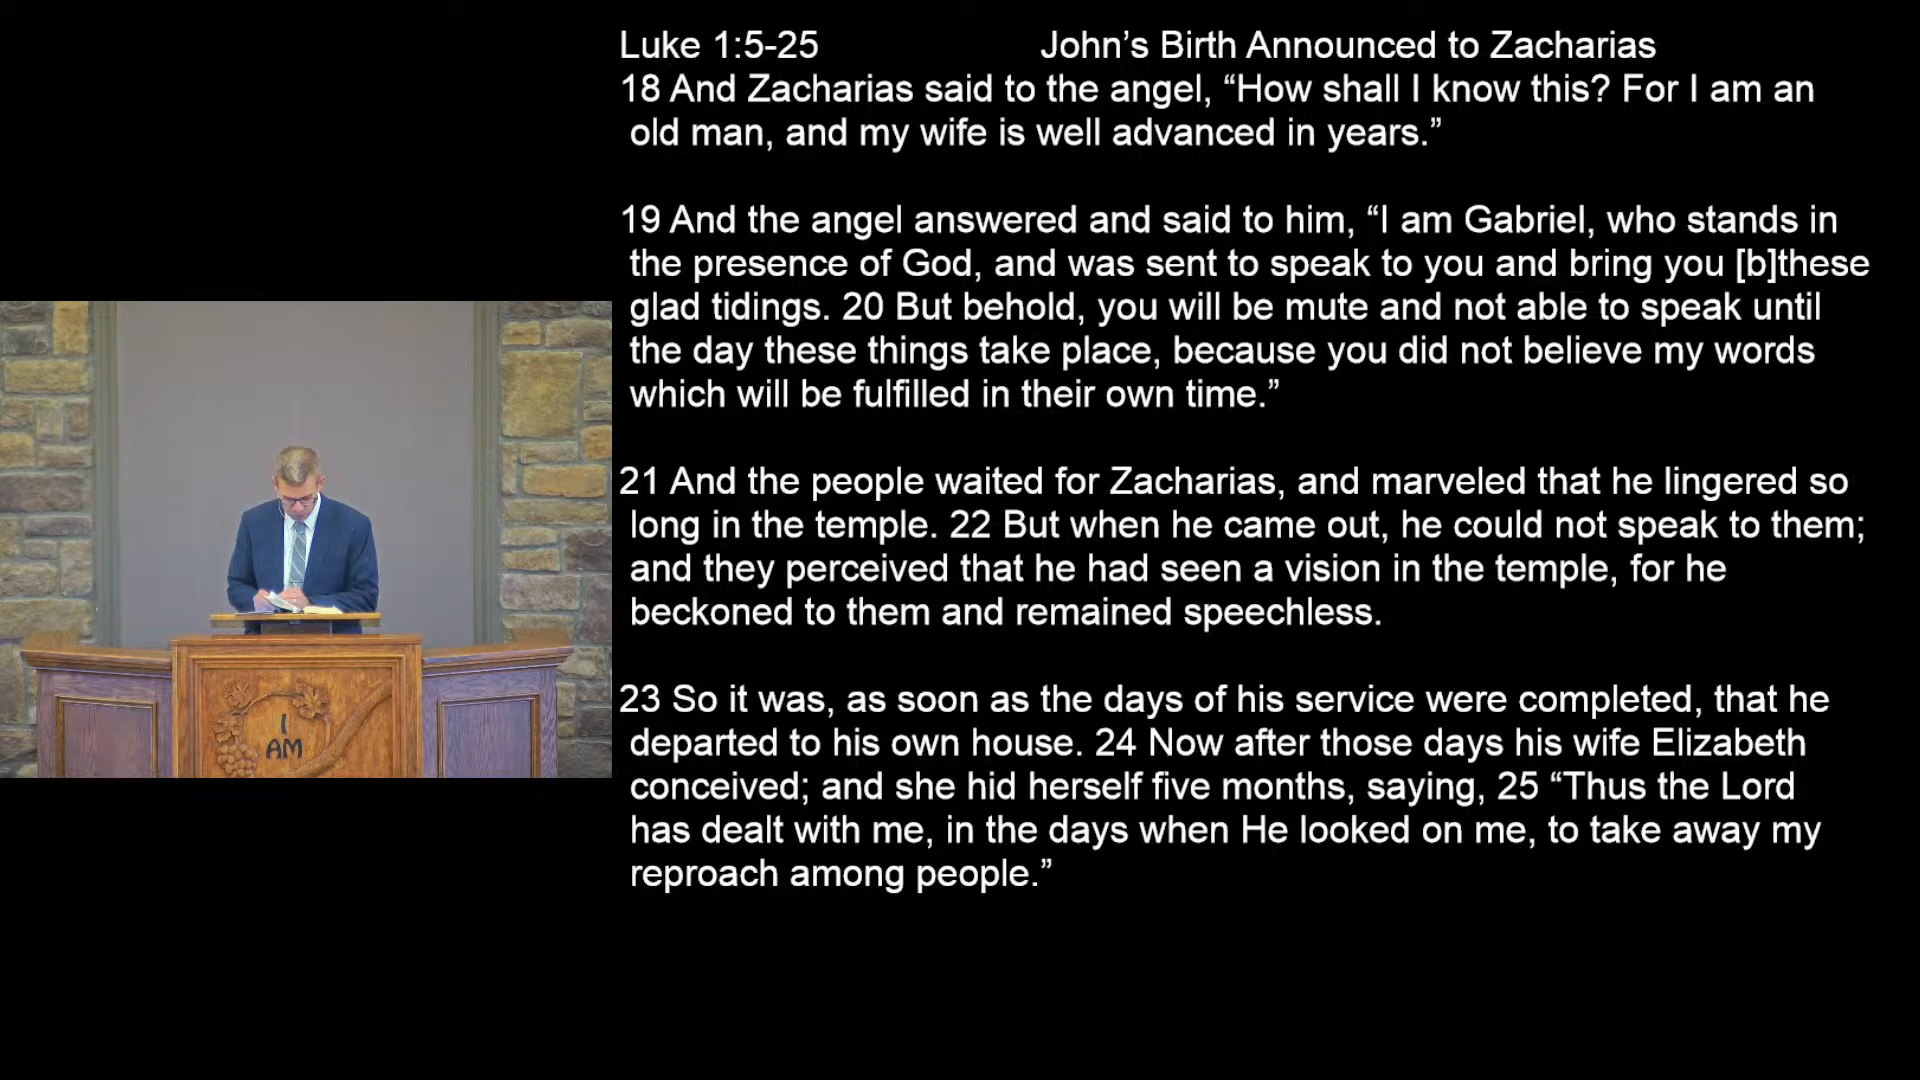 Luke 1:5-25 John’s Birth Announced to Zacharias
18 And Zacharias said to the angel, “How shall I know this? For I am an
old man, and my wife is well advanced in years.”
19 And the angel answered and said to him, “I am Gabriel, who stands in
the presence of God, and was sent to speak to you and bring you [b]these
glad tidings. 20 But behold, you will be mute and not able to speak until
the day these things take place, because you did not believe my words
which will be fulfilled in their own time.”
21 And the people waited for Zacharias, and marveled that he lingered so
long in the temple. 22 But when he came out, he could not speak to them;
and they perceived that he had seen a vision in the temple, for he
beckoned to them and remained speechless.
23 So it was, as soon as the days of his service were completed, that he
departed to his own house. 24 Now after those days his wife Elizabeth
conceived; and she hid herself five months, saying, 25 “Thus the Lord
has dealt with me, in the days when He looked on me, to take away my
reproach among people.”
I
AM